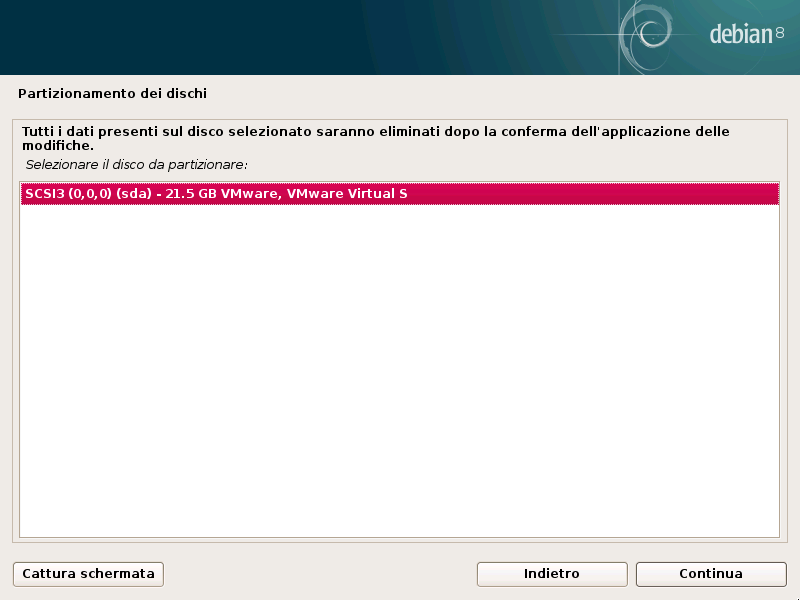 debian 8
Partizionamento dei dischi
Tutti i dati presenti sul disco selezionato saranno eliminati dopo la conferma dell'applicazione delle
modifiche.
Selezionare il disco da partizionare:
SCSI3 (0,0,0) (sda) - 21.5 GB VMware, VMware Virtual S
Cattura schermata
Indietro
Continua